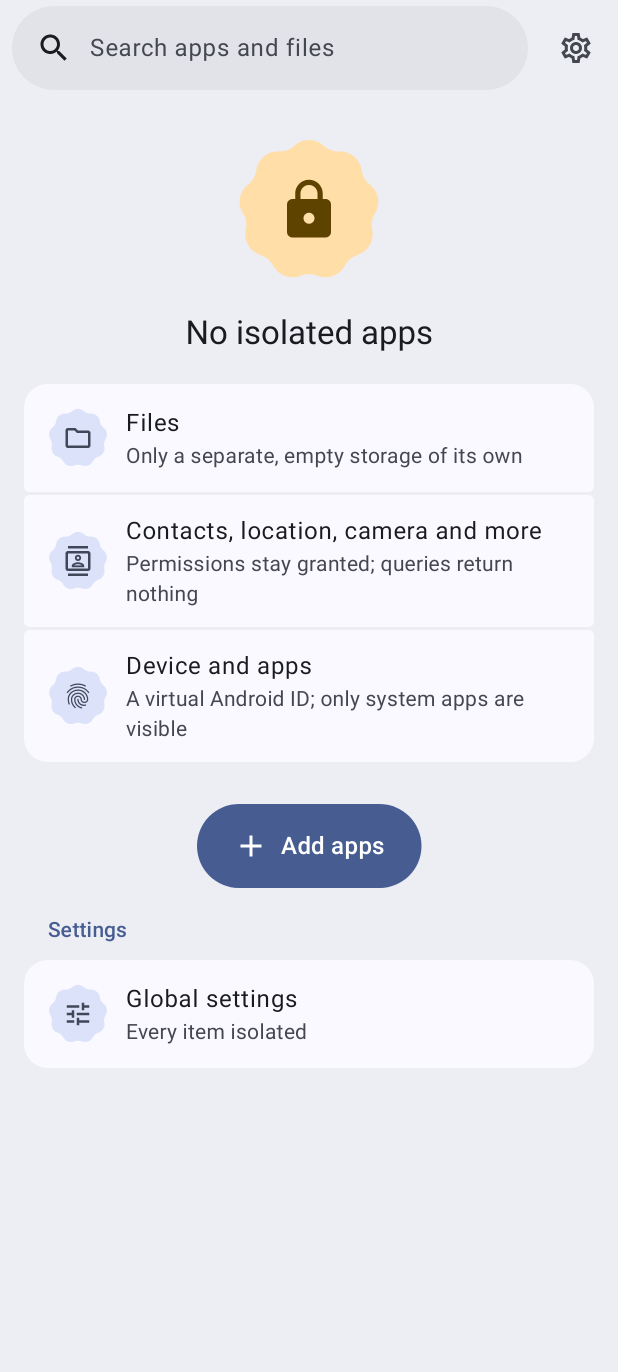 Search apps and files
No isolated apps
Files
Only a separate, empty storage of its own
Contacts, location, camera and more
Permissions stay granted; queries return
nothing
Device and apps
A virtual Android ID; only system apps are
visible
Add apps
Settings
Global settings
Every item isolated